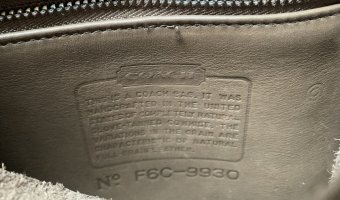 COACH
THIS IS A COACH BAG. IT WAS
HANDCRAFTED IN THE UNITED
STATES OF COMPLETELY NATURAL
GLOVE TANNED COWHIDE. THE
VARIATIONS IN THE GRAIN ARE
CHARACTERISTIC OF NATURAL
FULL GRAIN LEATHER.
Nº F6C-9930